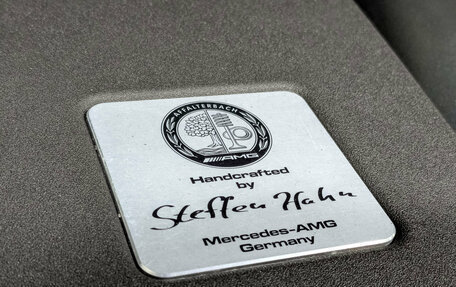 AFFALTERBACH
AMG
Handcrafted
by
Steffen Hahn
Mercedes-AMG
Germany